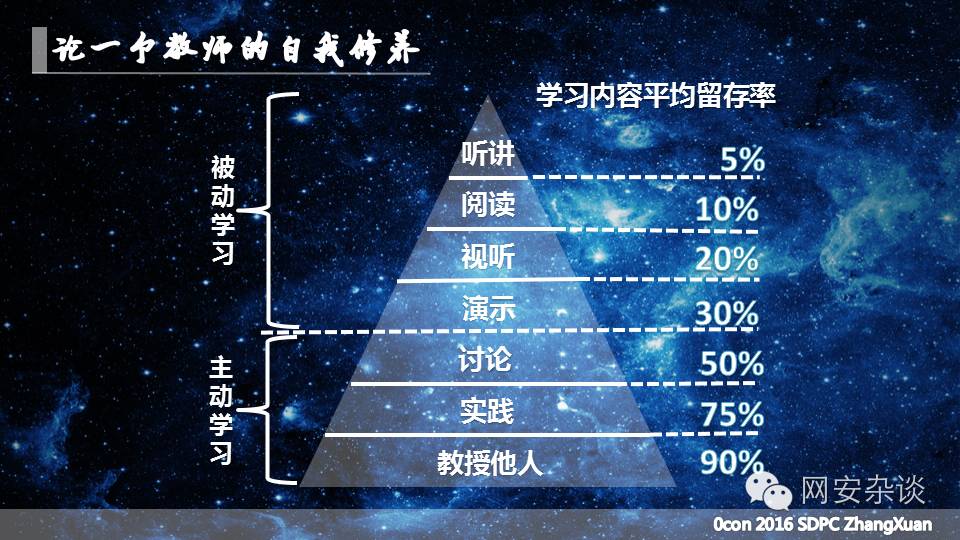 论一个教师的自我修养
学习内容平均留存率
被动学习
听讲 5%
阅读 10%
视听 20%
演示 30%
主动学习
讨论 50%
实践 75%
教授他人 90%
网安杂谈
0con 2016 SDPC ZhangXuan